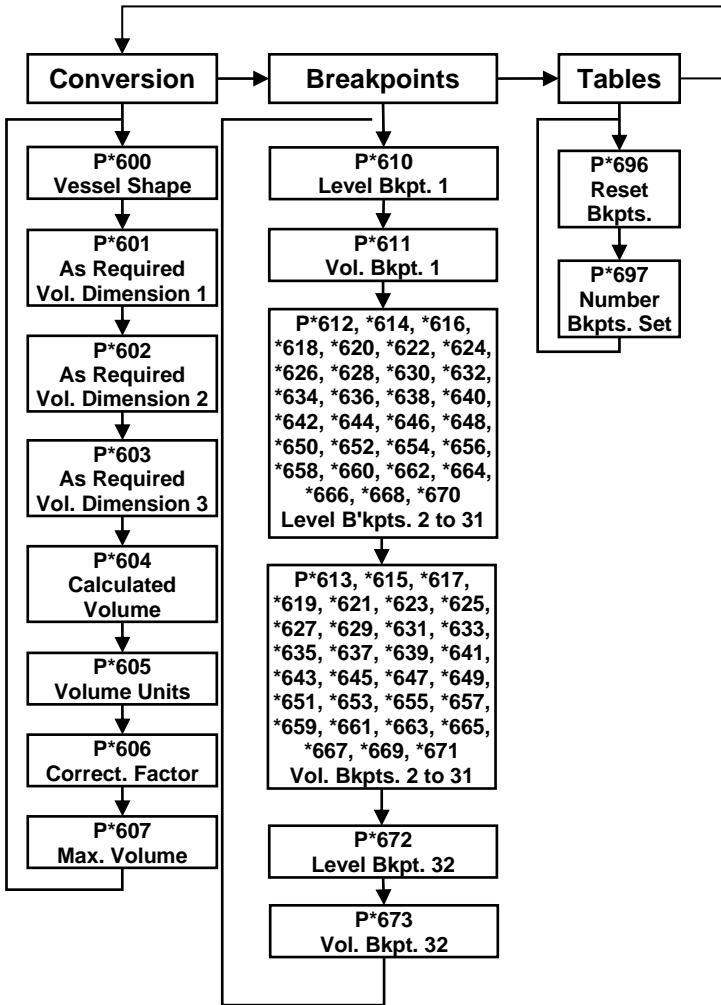 Conversion
P*600
Vessel Shape
P*601
As Required
Vol. Dimension 1
P*602
As Required
Vol. Dimension 2
P*603
As Required
Vol. Dimension 3
P*604
Calculated
Volume
P*605
Volume Units
P*606
Correct. Factor
P*607
Max. Volume
Breakpoints
P*610
Level Bkpt. 1
P*611
Vol. Bkpt. 1
P*612, *614, *616,
*618, *620, *622, *624,
*626, *628, *630, *632,
*634, *636, *638, *640,
*642, *644, *646, *648,
*650, *652, *654, *656,
*658, *660, *662, *664,
*666, *668, *670
Level B'kpts. 2 to 31
P*613, *615, *617,
*619, *621, *623, *625,
*627, *629, *631, *633,
*635, *637, *639, *641,
*643, *645, *647, *649,
*651, *653, *655, *657,
*659, *661, *663, *665,
*667, *669, *671
Vol. Bkpts. 2 to 31
P*672
Level Bkpt. 32
P*673
Vol. Bkpt. 32
Tables
P*696
Reset
Bkpts.
P*697
Number
Bkpts. Set